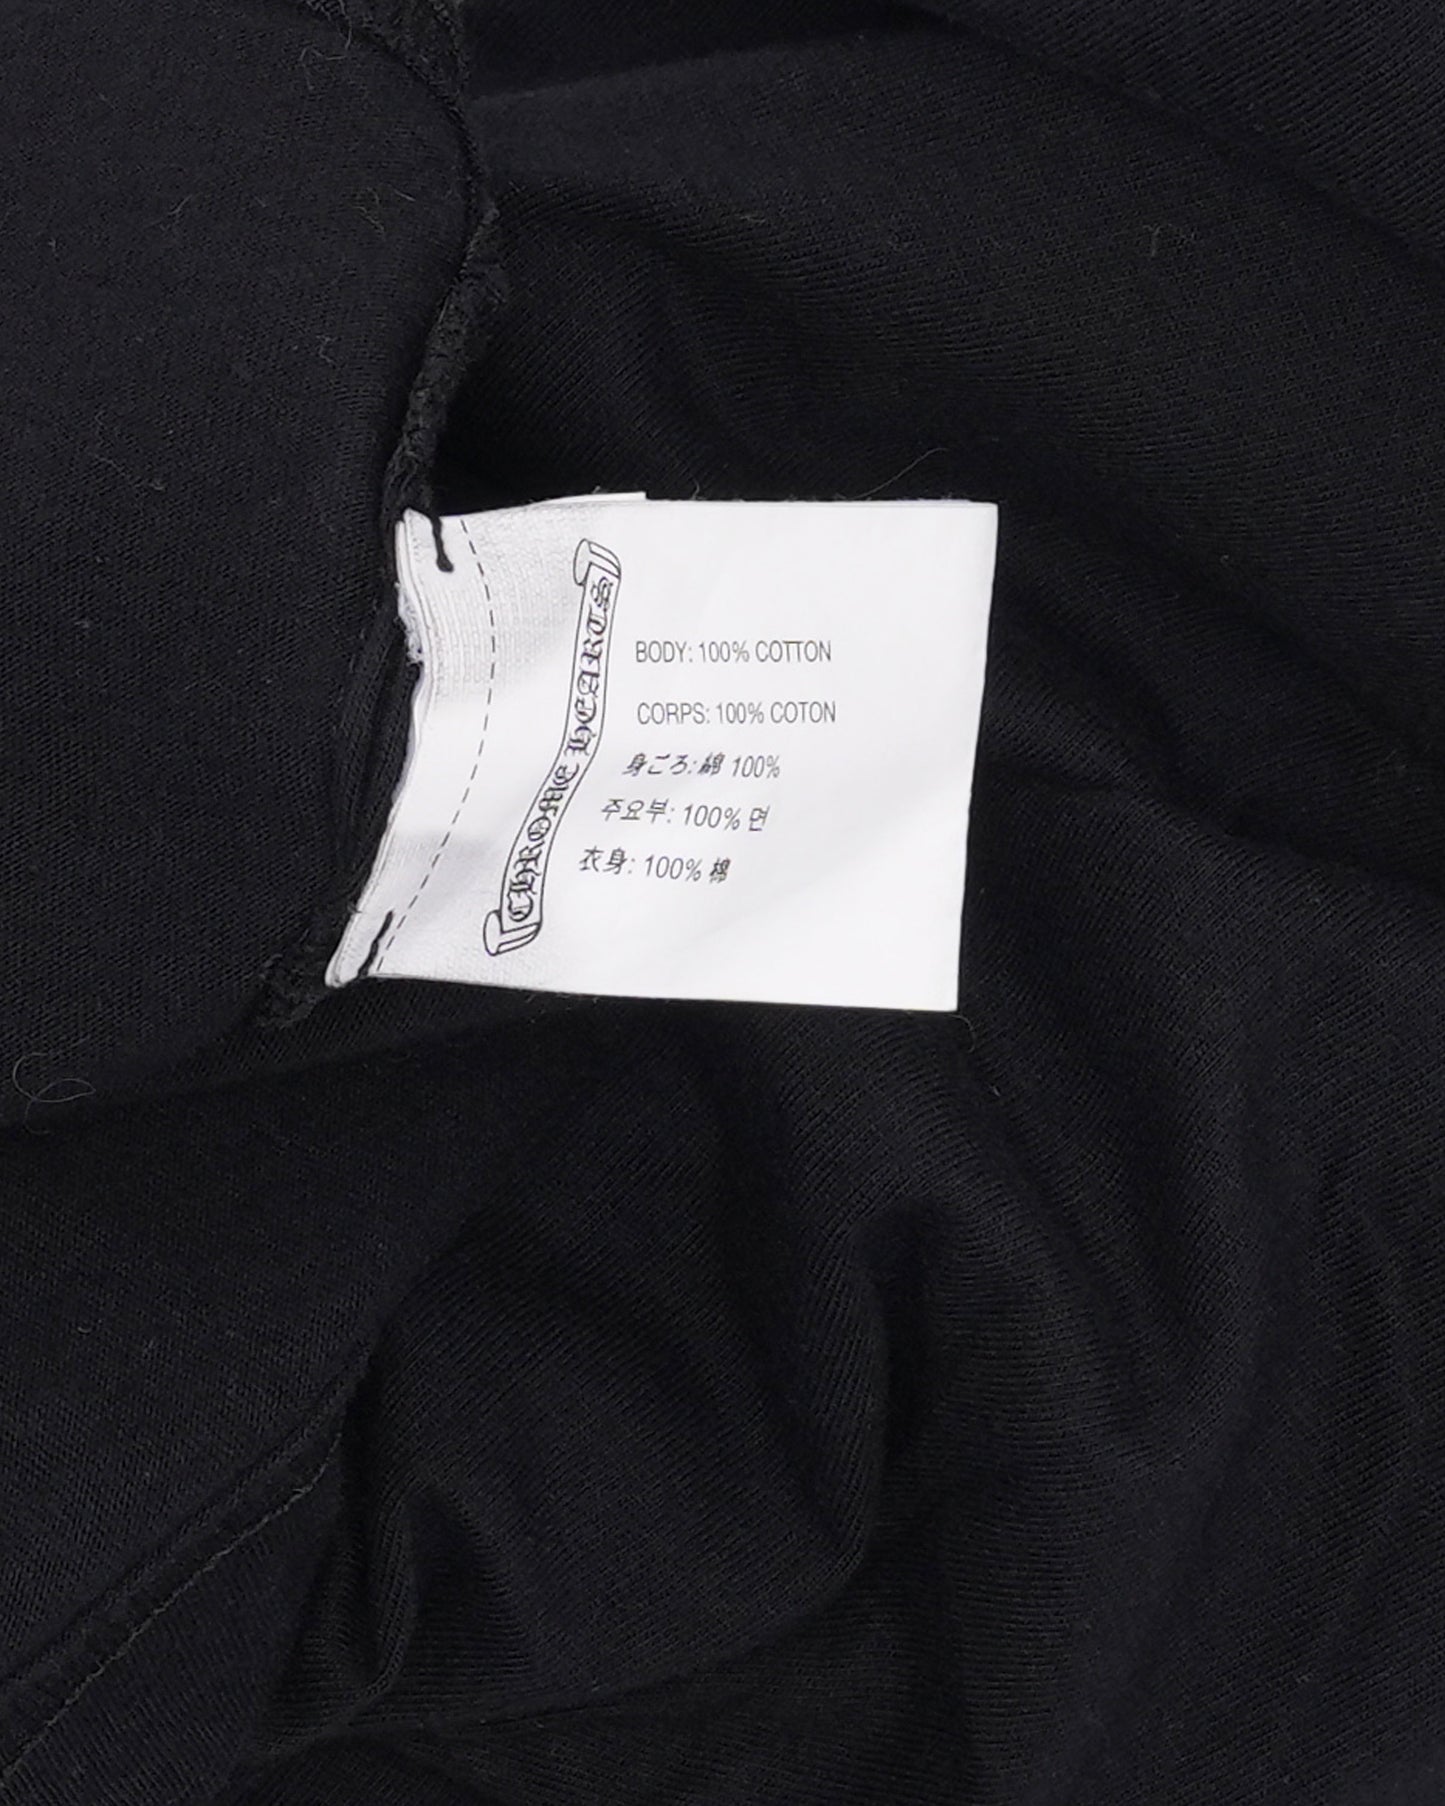 CHROME HEARTS
BODY: 100% COTTON
CORPS: 100% COTON
身ごろ: 綿 100%
주요부: 100% 면
衣身: 100% 棉